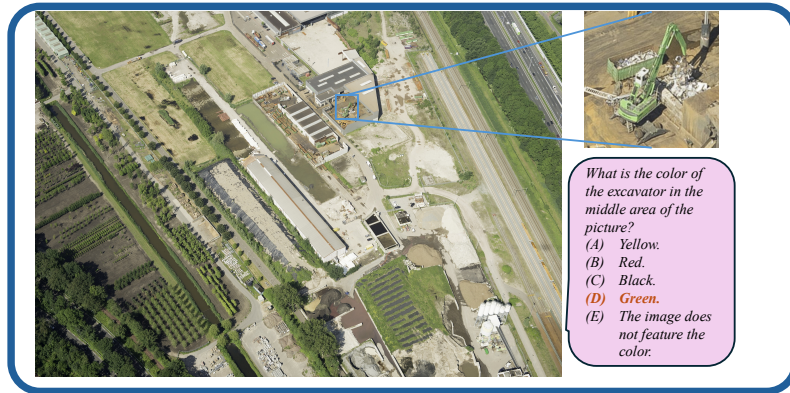 What is the color of
the excavator in the
middle area of the
picture?
(A) Yellow.
(B) Red.
(C) Black.
(D) Green.
(E) The image does
not feature the
color.